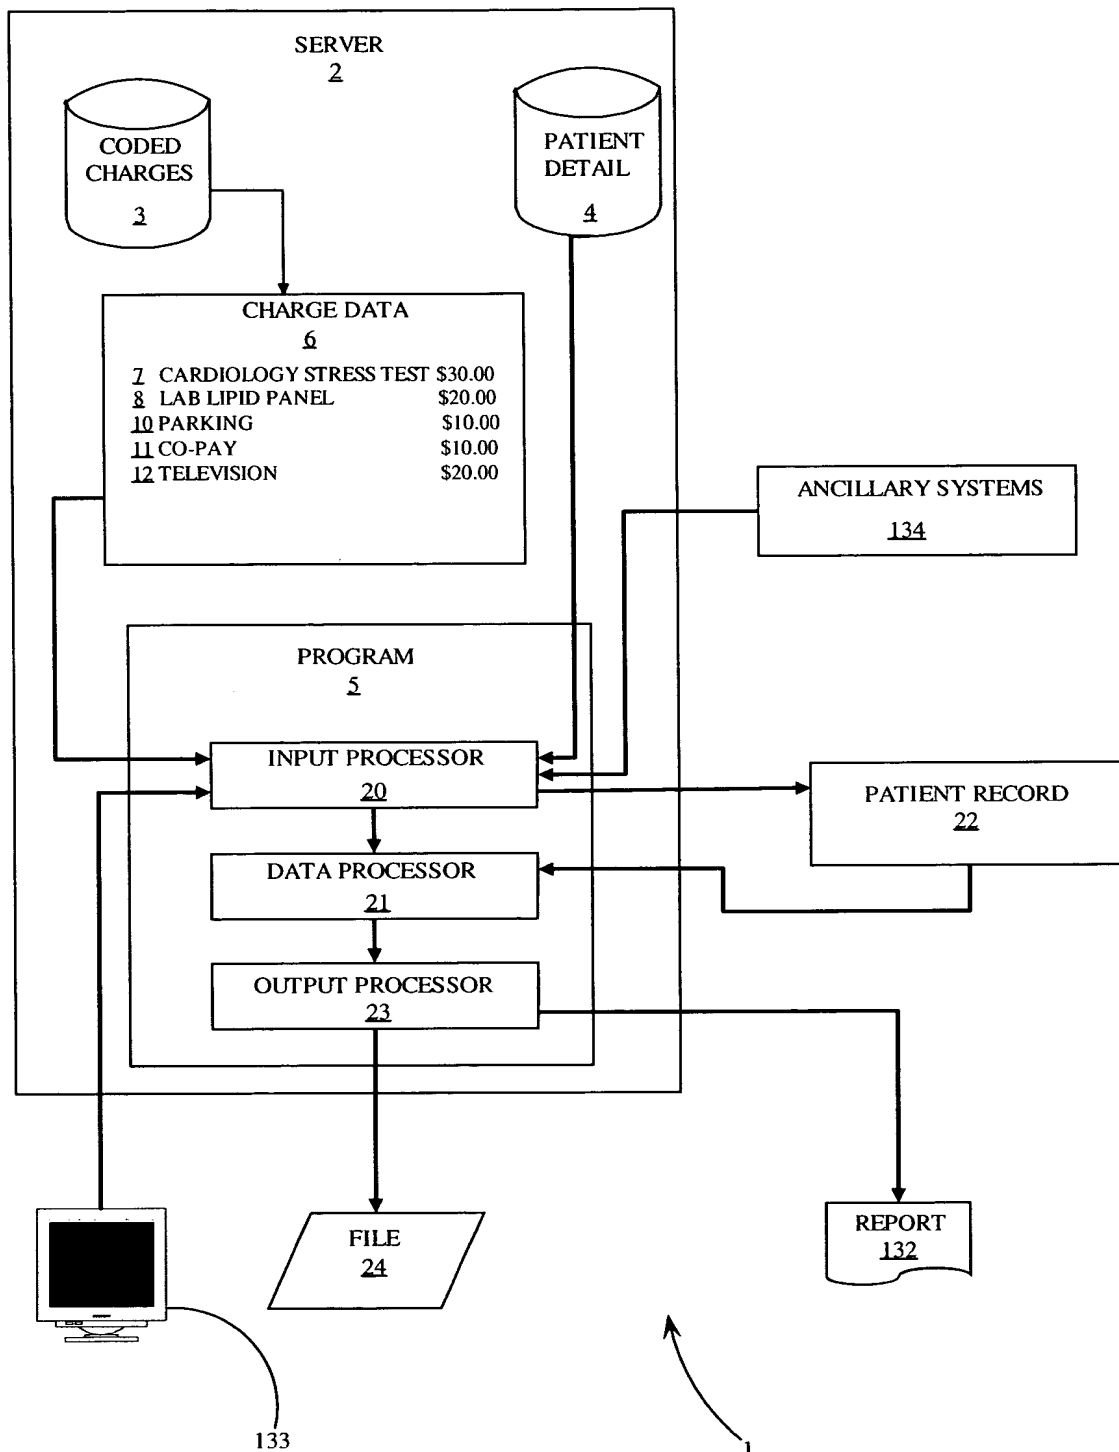 SERVER
2
CODED
CHARGES
3
PATIENT
DETAIL
4
CHARGE DATA
6
7 CARDIOLOGY STRESS TEST $30.00
8 LAB LIPID PANEL $20.00
10 PARKING $10.00
11 CO-PAY $10.00
12 TELEVISION $20.00
ANCILLARY SYSTEMS
134
PROGRAM
5
INPUT PROCESSOR
20
PATIENT RECORD
22
DATA PROCESSOR
21
OUTPUT PROCESSOR
23
FILE
24
REPORT
132
133
1